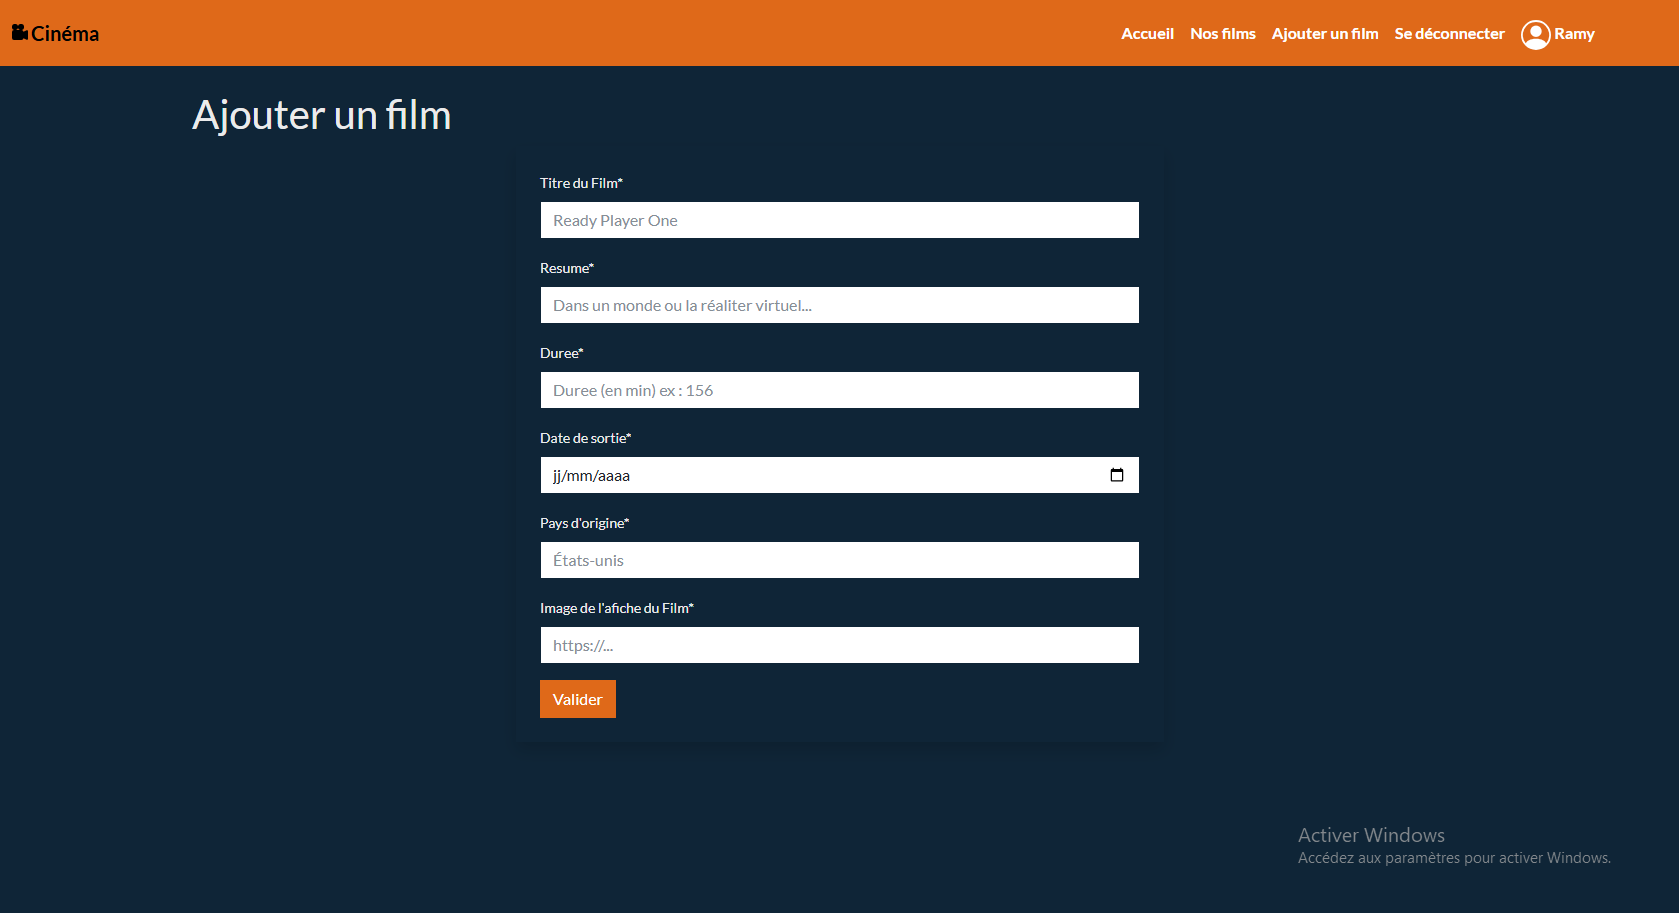 Cinéma
Accueil Nos films Ajouter un film Se déconnecter Ramy
Ajouter un film
Titre du Film*
Ready Player One
Resume*
Dans un monde ou la réaliter virtuel...
Duree*
Duree (en min) ex : 156
Date de sortie*
jj/mm/aaaa
Pays d'origine*
États-unis
Image de l'afiche du Film*
https://...
Valider
Activer Windows
Accédez aux paramètres pour activer Windows.